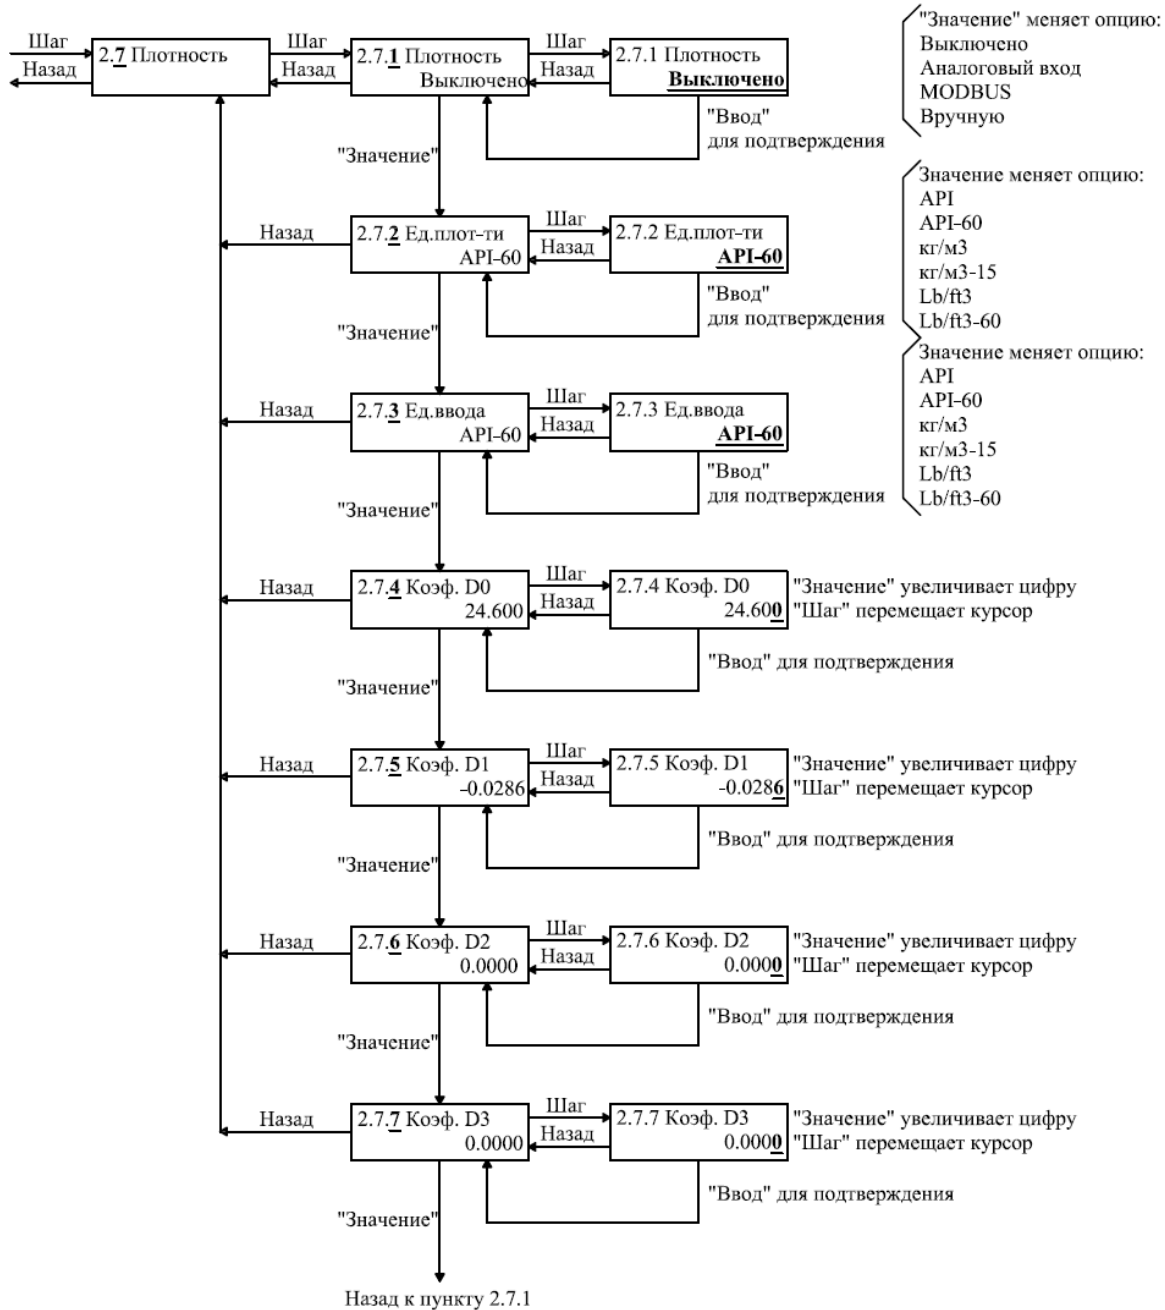 Шаг
Назад
2.7 Плотность
Шаг
Назад
2.7.1 Плотность
Выключено
Шаг
Назад
2.7.1 Плотность
Выключено
"Значение" меняет опцию:
Выключено
Аналоговый вход
MODBUS
Вручную
"Ввод"
для подтверждения
"Значение"
Назад
2.7.2 Ед.плот-ти
API-60
Шаг
Назад
2.7.2 Ед.плот-ти
API-60
Значение меняет опцию:
API
API-60
кг/м3
кг/м3-15
Lb/ft3
Lb/ft3-60
"Ввод"
для подтверждения
"Значение"
Назад
2.7.3 Ед.ввода
API-60
Шаг
Назад
2.7.3 Ед.ввода
API-60
Значение меняет опцию:
API
API-60
кг/м3
кг/м3-15
Lb/ft3
Lb/ft3-60
"Ввод"
для подтверждения
"Значение"
Назад
2.7.4 Коэф. D0
24.600
Шаг
Назад
2.7.4 Коэф. D0
24.600
"Значение" увеличивает цифру
"Шаг" перемещает курсор
"Ввод" для подтверждения
"Значение"
Назад
2.7.5 Коэф. D1
-0.0286
Шаг
Назад
2.7.5 Коэф. D1
-0.0286
"Значение" увеличивает цифру
"Шаг" перемещает курсор
"Ввод" для подтверждения
"Значение"
Назад
2.7.6 Коэф. D2
0.0000
Шаг
Назад
2.7.6 Коэф. D2
0.0000
"Значение" увеличивает цифру
"Шаг" перемещает курсор
"Ввод" для подтверждения
"Значение"
Назад
2.7.7 Коэф. D3
0.0000
Шаг
Назад
2.7.7 Коэф. D3
0.0000
"Значение" увеличивает цифру
"Шаг" перемещает курсор
"Ввод" для подтверждения
"Значение"
Назад к пункту 2.7.1